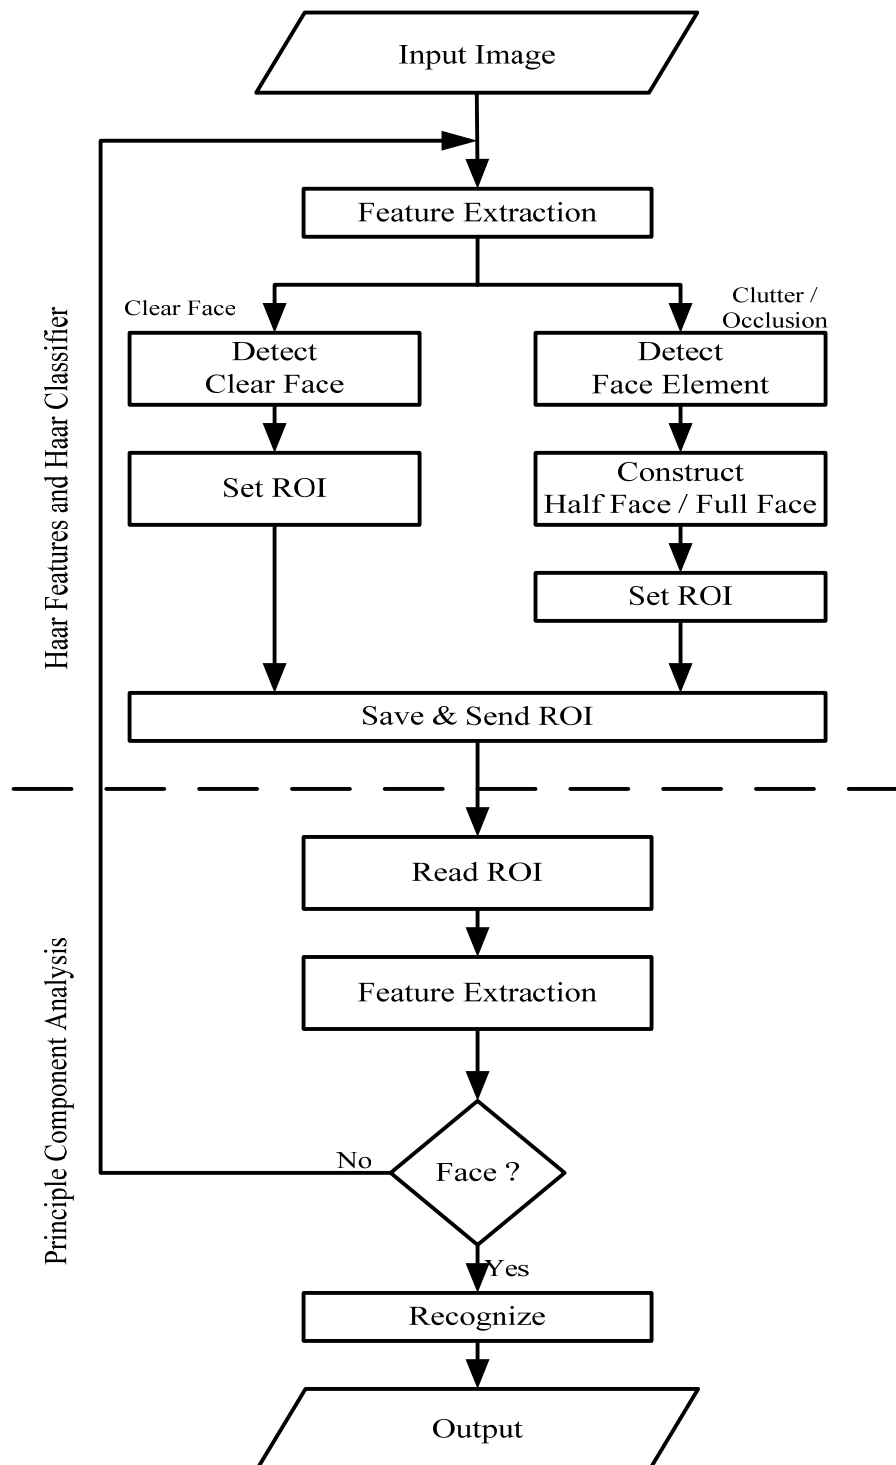 Input Image
Feature Extraction
Clear Face
Clutter /
Occlusion
Detect
Clear Face
Detect
Face Element
Set ROI
Construct
Half Face / Full Face
Set ROI
Save & Send ROI
Haar Features and Haar Classifier
Read ROI
Feature Extraction
Face ?
No
Yes
Recognize
Output
Principle Component Analysis